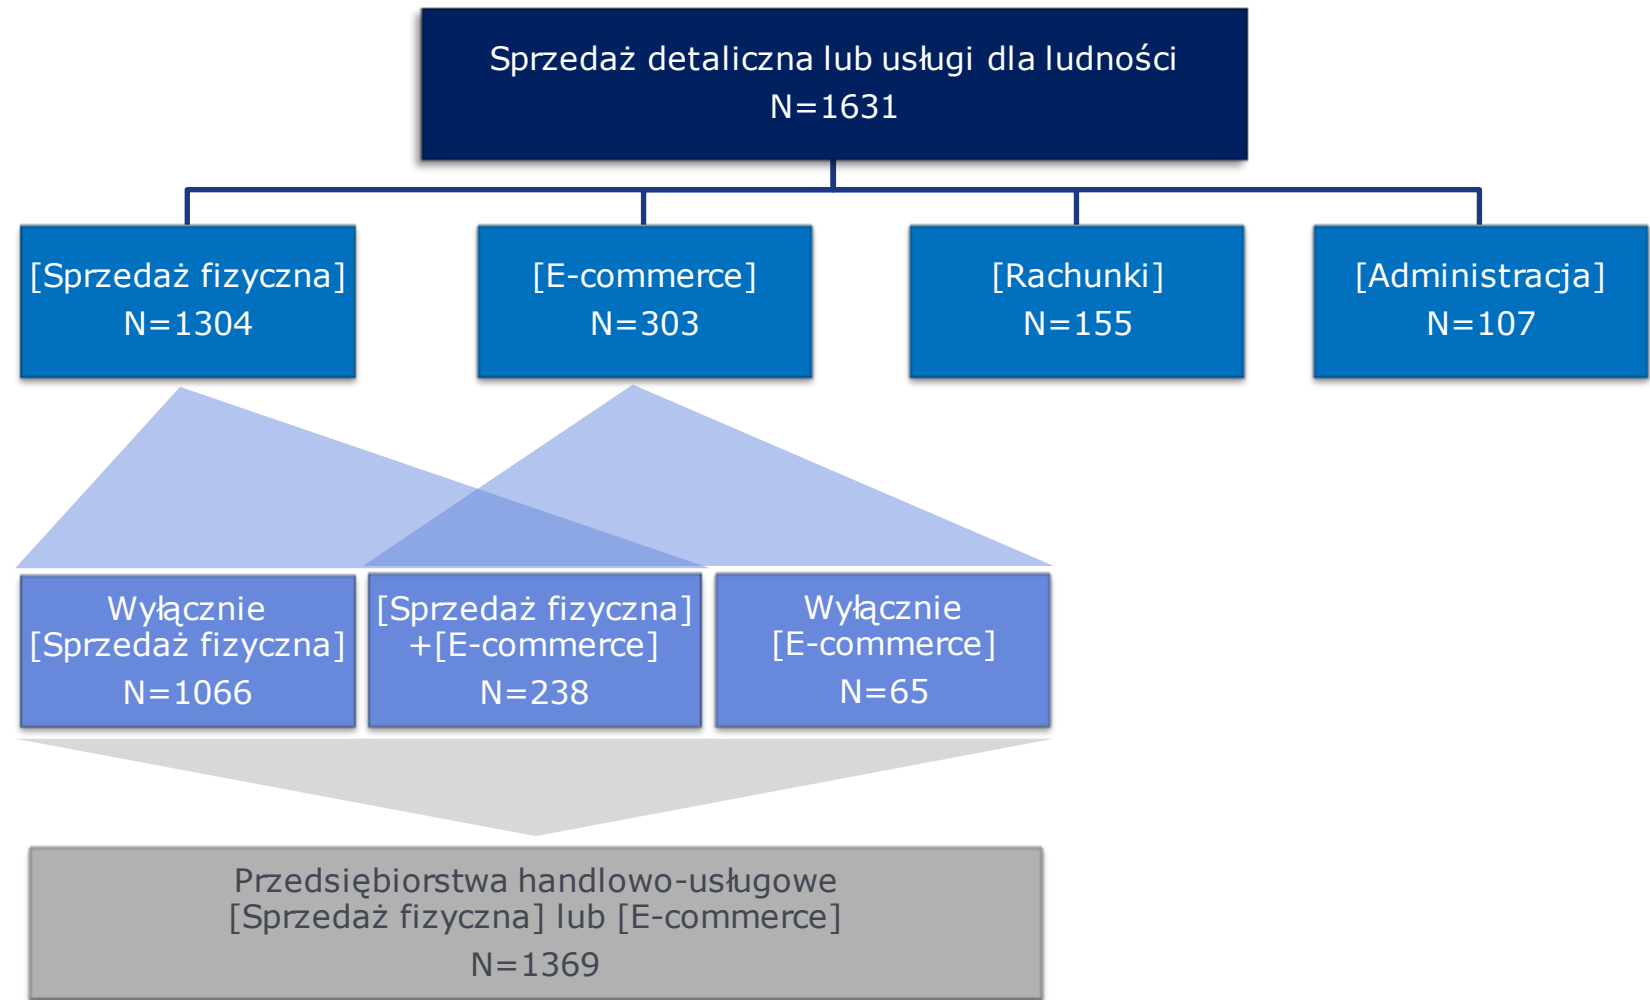 Sprzedaż detaliczna lub usługi dla ludności
N=1631
[Sprzedaż fizyczna]
N=1304
[E-commerce]
N=303
[Rachunki]
N=155
[Administracja]
N=107
Wyłącznie
[Sprzedaż fizyczna]
N=1066
[Sprzedaż fizyczna]
+[E-commerce]
N=238
Wyłącznie
[E-commerce]
N=65
Przedsiębiorstwa handlowo-usługowe
[Sprzedaż fizyczna] lub [E-commerce]
N=1369